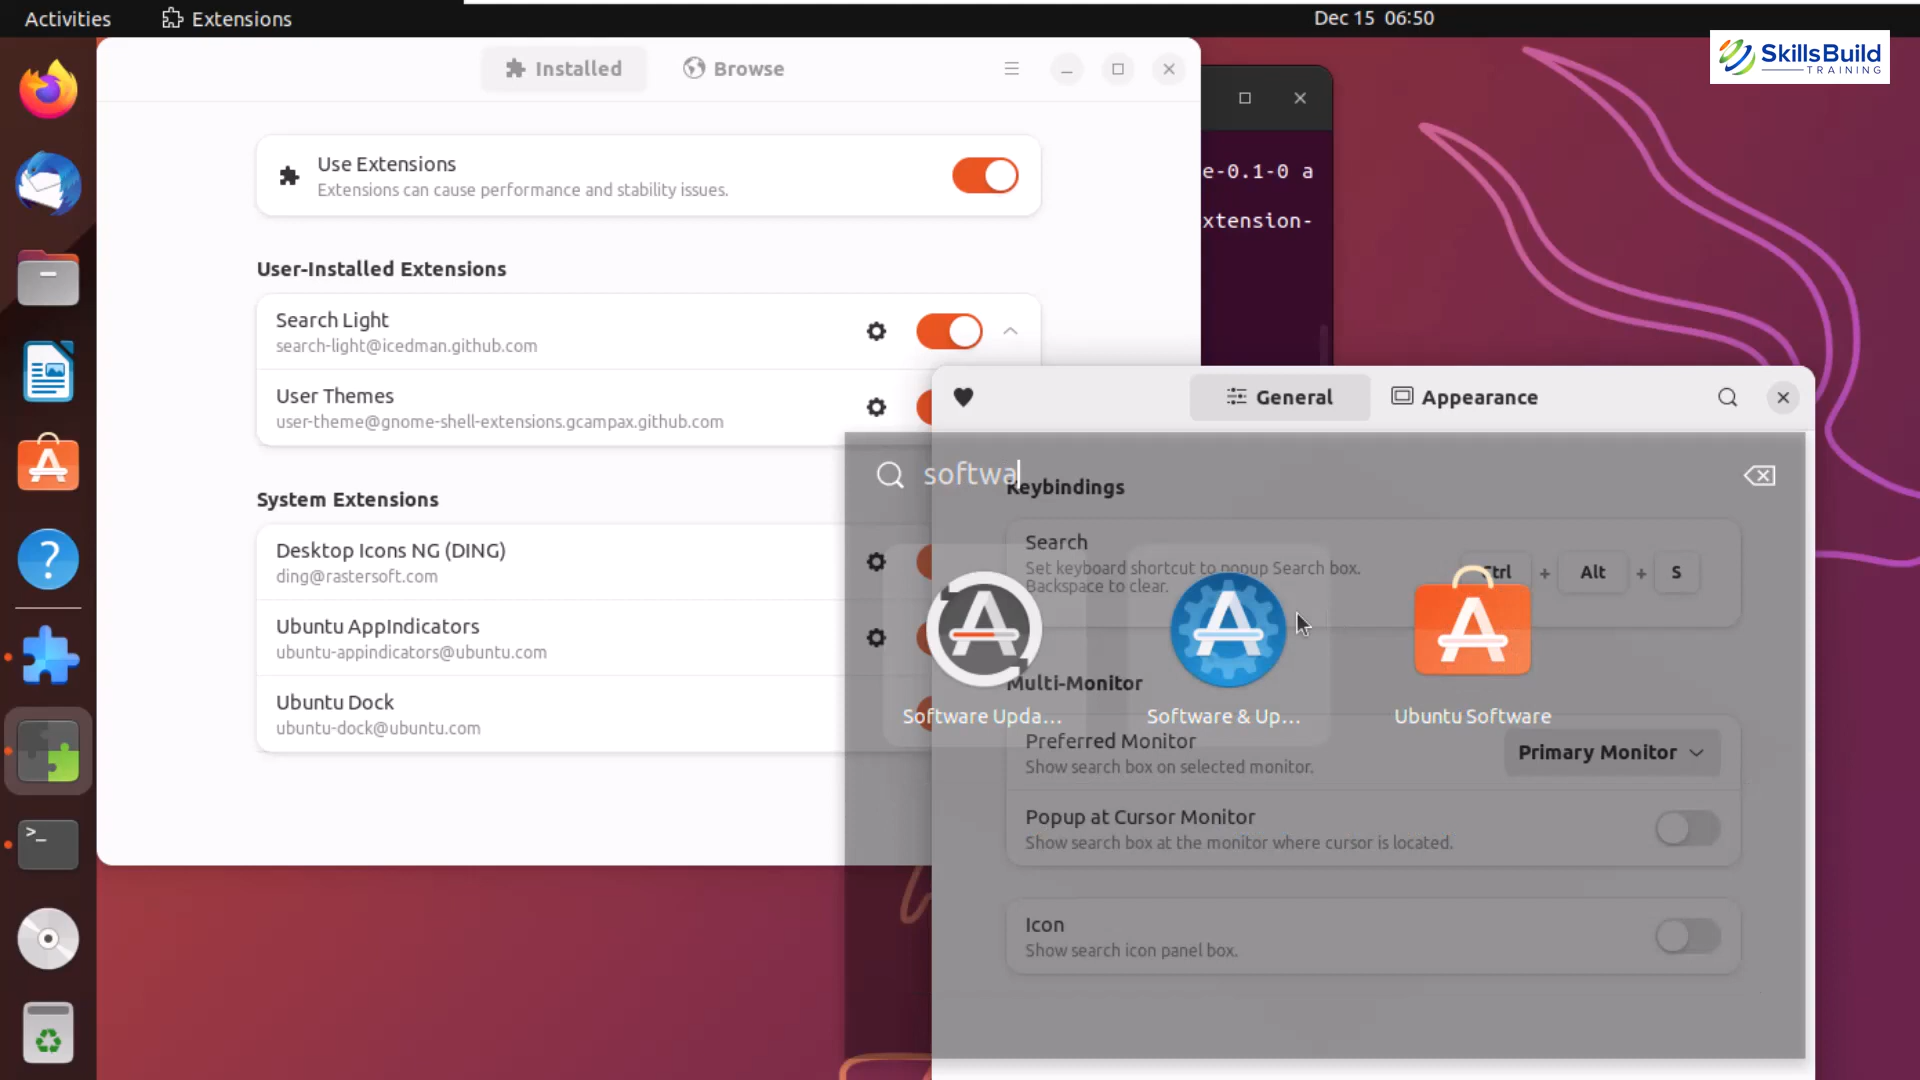 Activities
Extensions
Dec 15 06:50
SkillsBuild
TRAINING
Installed
Browse
Use Extensions
Extensions can cause performance and stability issues.
User-Installed Extensions
Search Light
search-light@icedman.github.com
User Themes
user-theme@gnome-shell-extensions.gcampax.github.com
System Extensions
Desktop Icons NG (DING)
ding@rastersoft.com
Ubuntu AppIndicators
ubuntu-appindicators@ubuntu.com
Ubuntu Dock
ubuntu-dock@ubuntu.com
e-0.1-0 a
xtension-
General
Appearance
softwa
Keybindings
Search
Set keyboard shortcut to popup Search box.
Backspace to clear.
Ctrl + Alt + S
Software Upda...
Software & Up...
Ubuntu Software
Multi-Monitor
Preferred Monitor
Show search box on selected monitor.
Primary Monitor
Popup at Cursor Monitor
Show search box at the monitor where cursor is located.
Icon
Show search icon panel box.